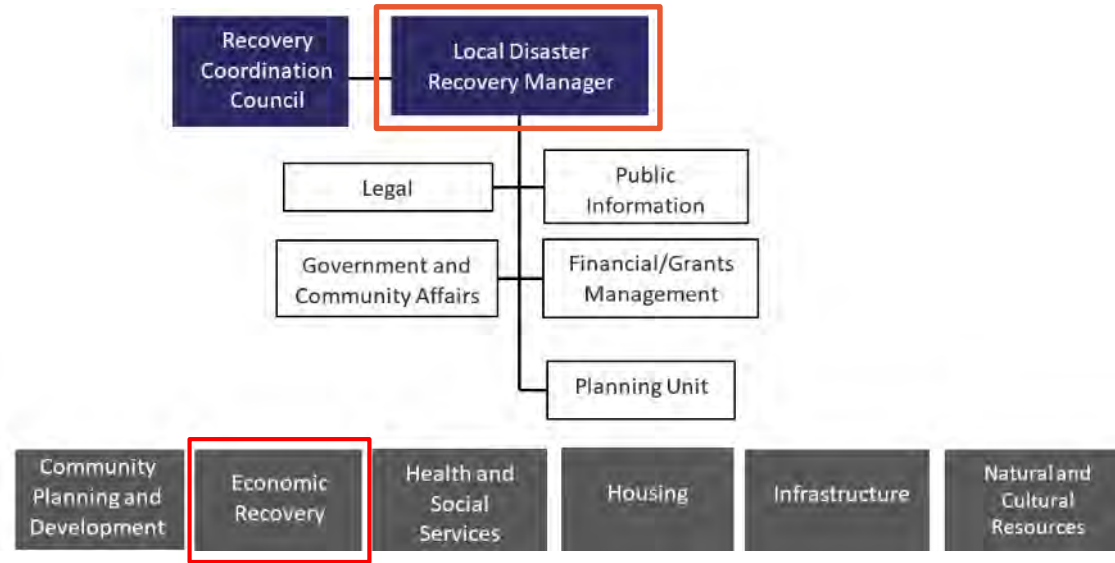 Recovery
Coordination
Council
Local Disaster
Recovery Manager
Legal
Public
Information
Government and
Community Affairs
Financial/Grants
Management
Planning Unit
Community
Planning and
Development
Economic
Recovery
Health and
Social
Services
Housing
Infrastructure
Natural and
Cultural
Resources